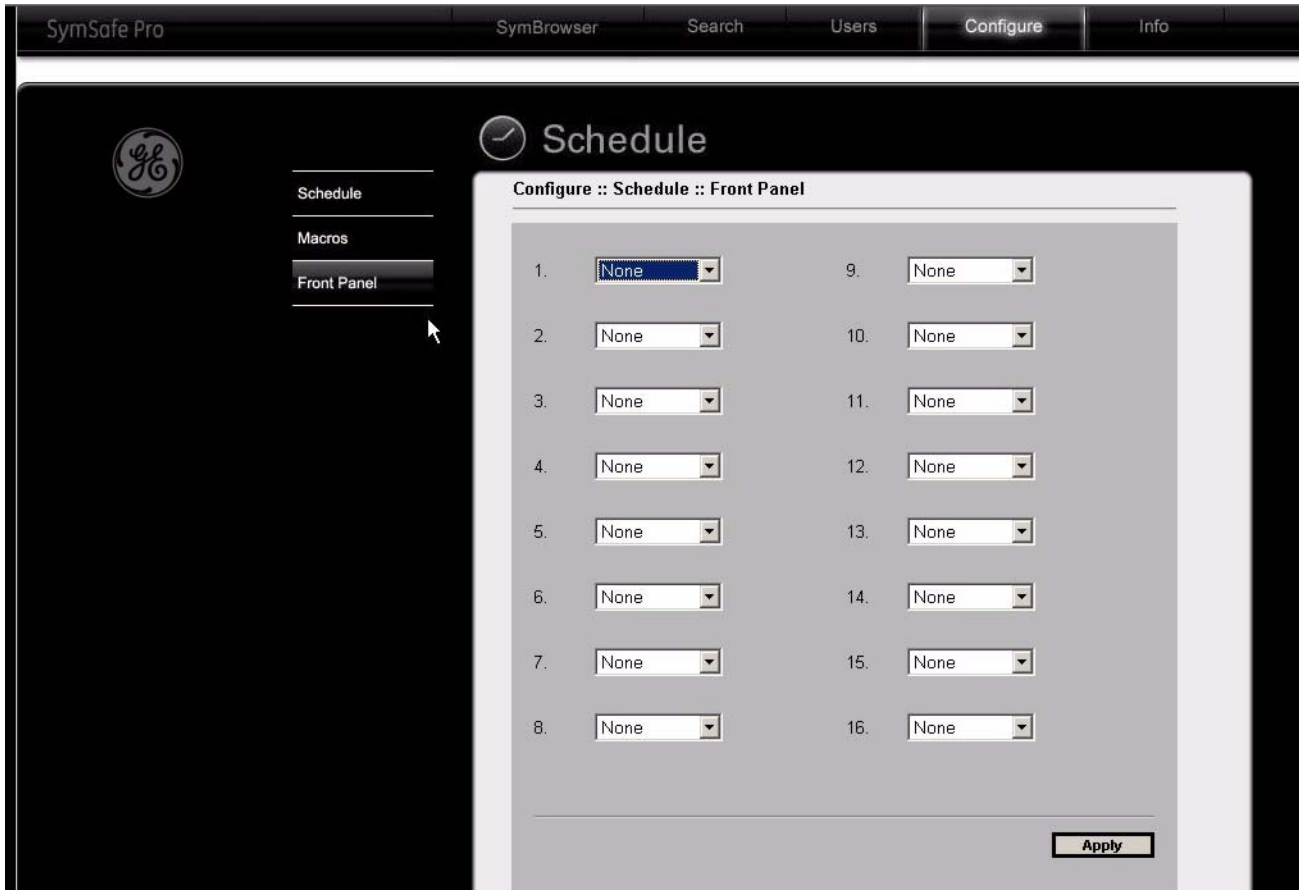 SymSafe Pro
SymBrowser Search Users Configure Info
GE
Schedule
Schedule
Macros
Front Panel
Configure :: Schedule :: Front Panel
1. None 9. None
2. None 10. None
3. None 11. None
4. None 12. None
5. None 13. None
6. None 14. None
7. None 15. None
8. None 16. None
Apply